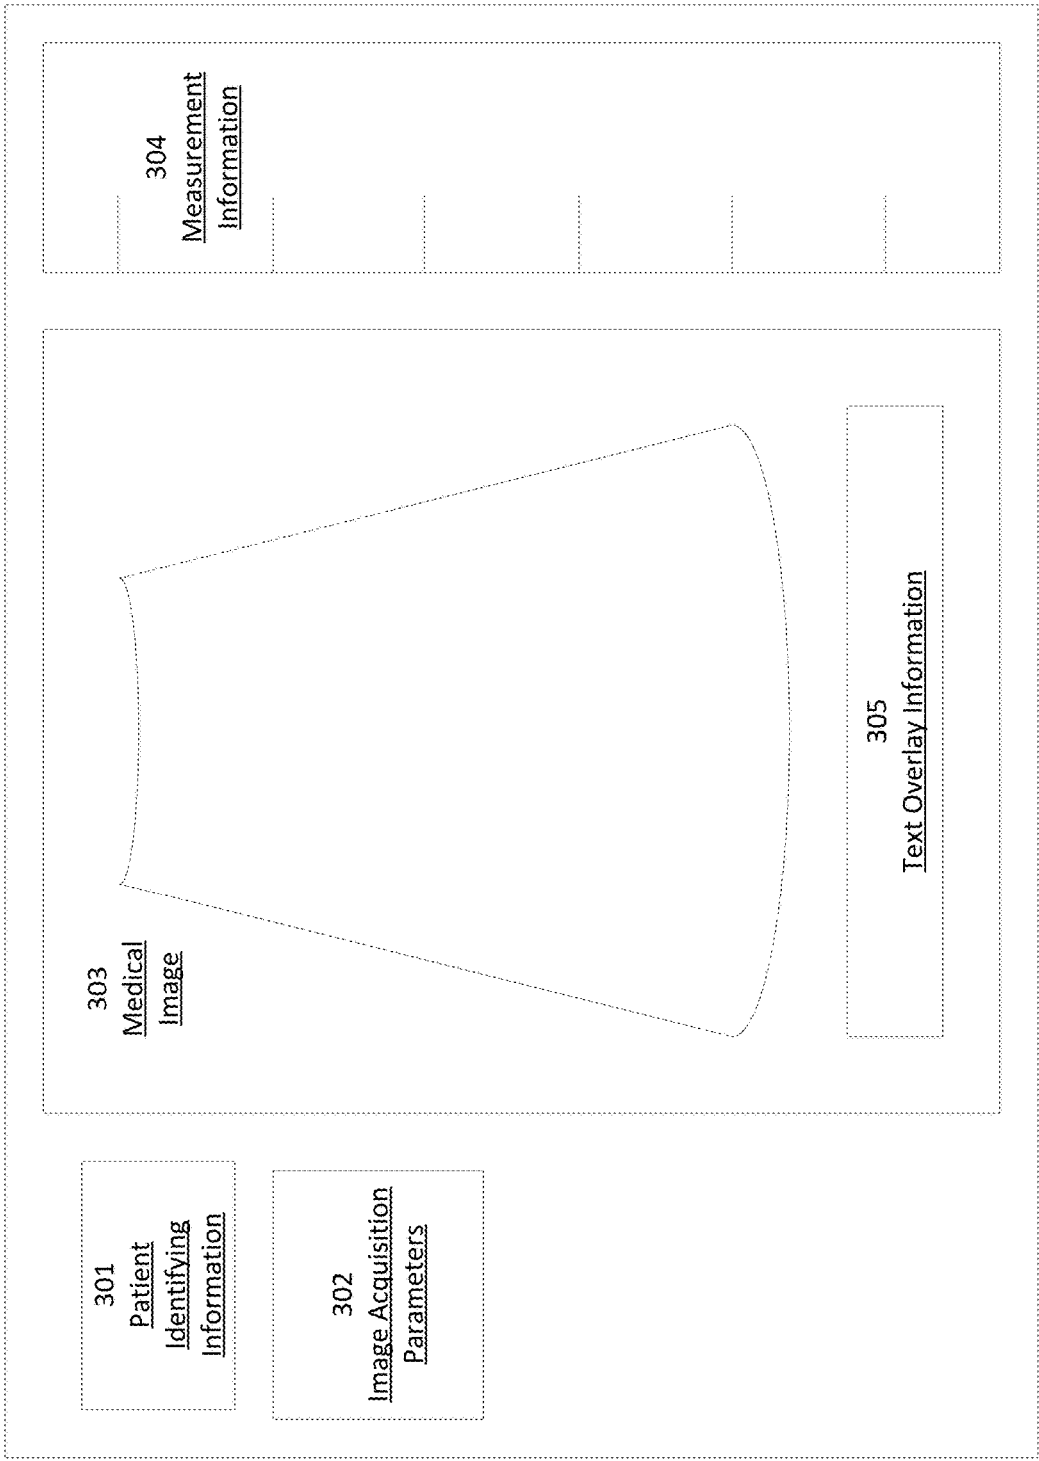 301
Patient
Identifying
Information
302
Image Acquisition
Parameters
303
Medical
Image
305
Text Overlay Information
304
Measurement
Information